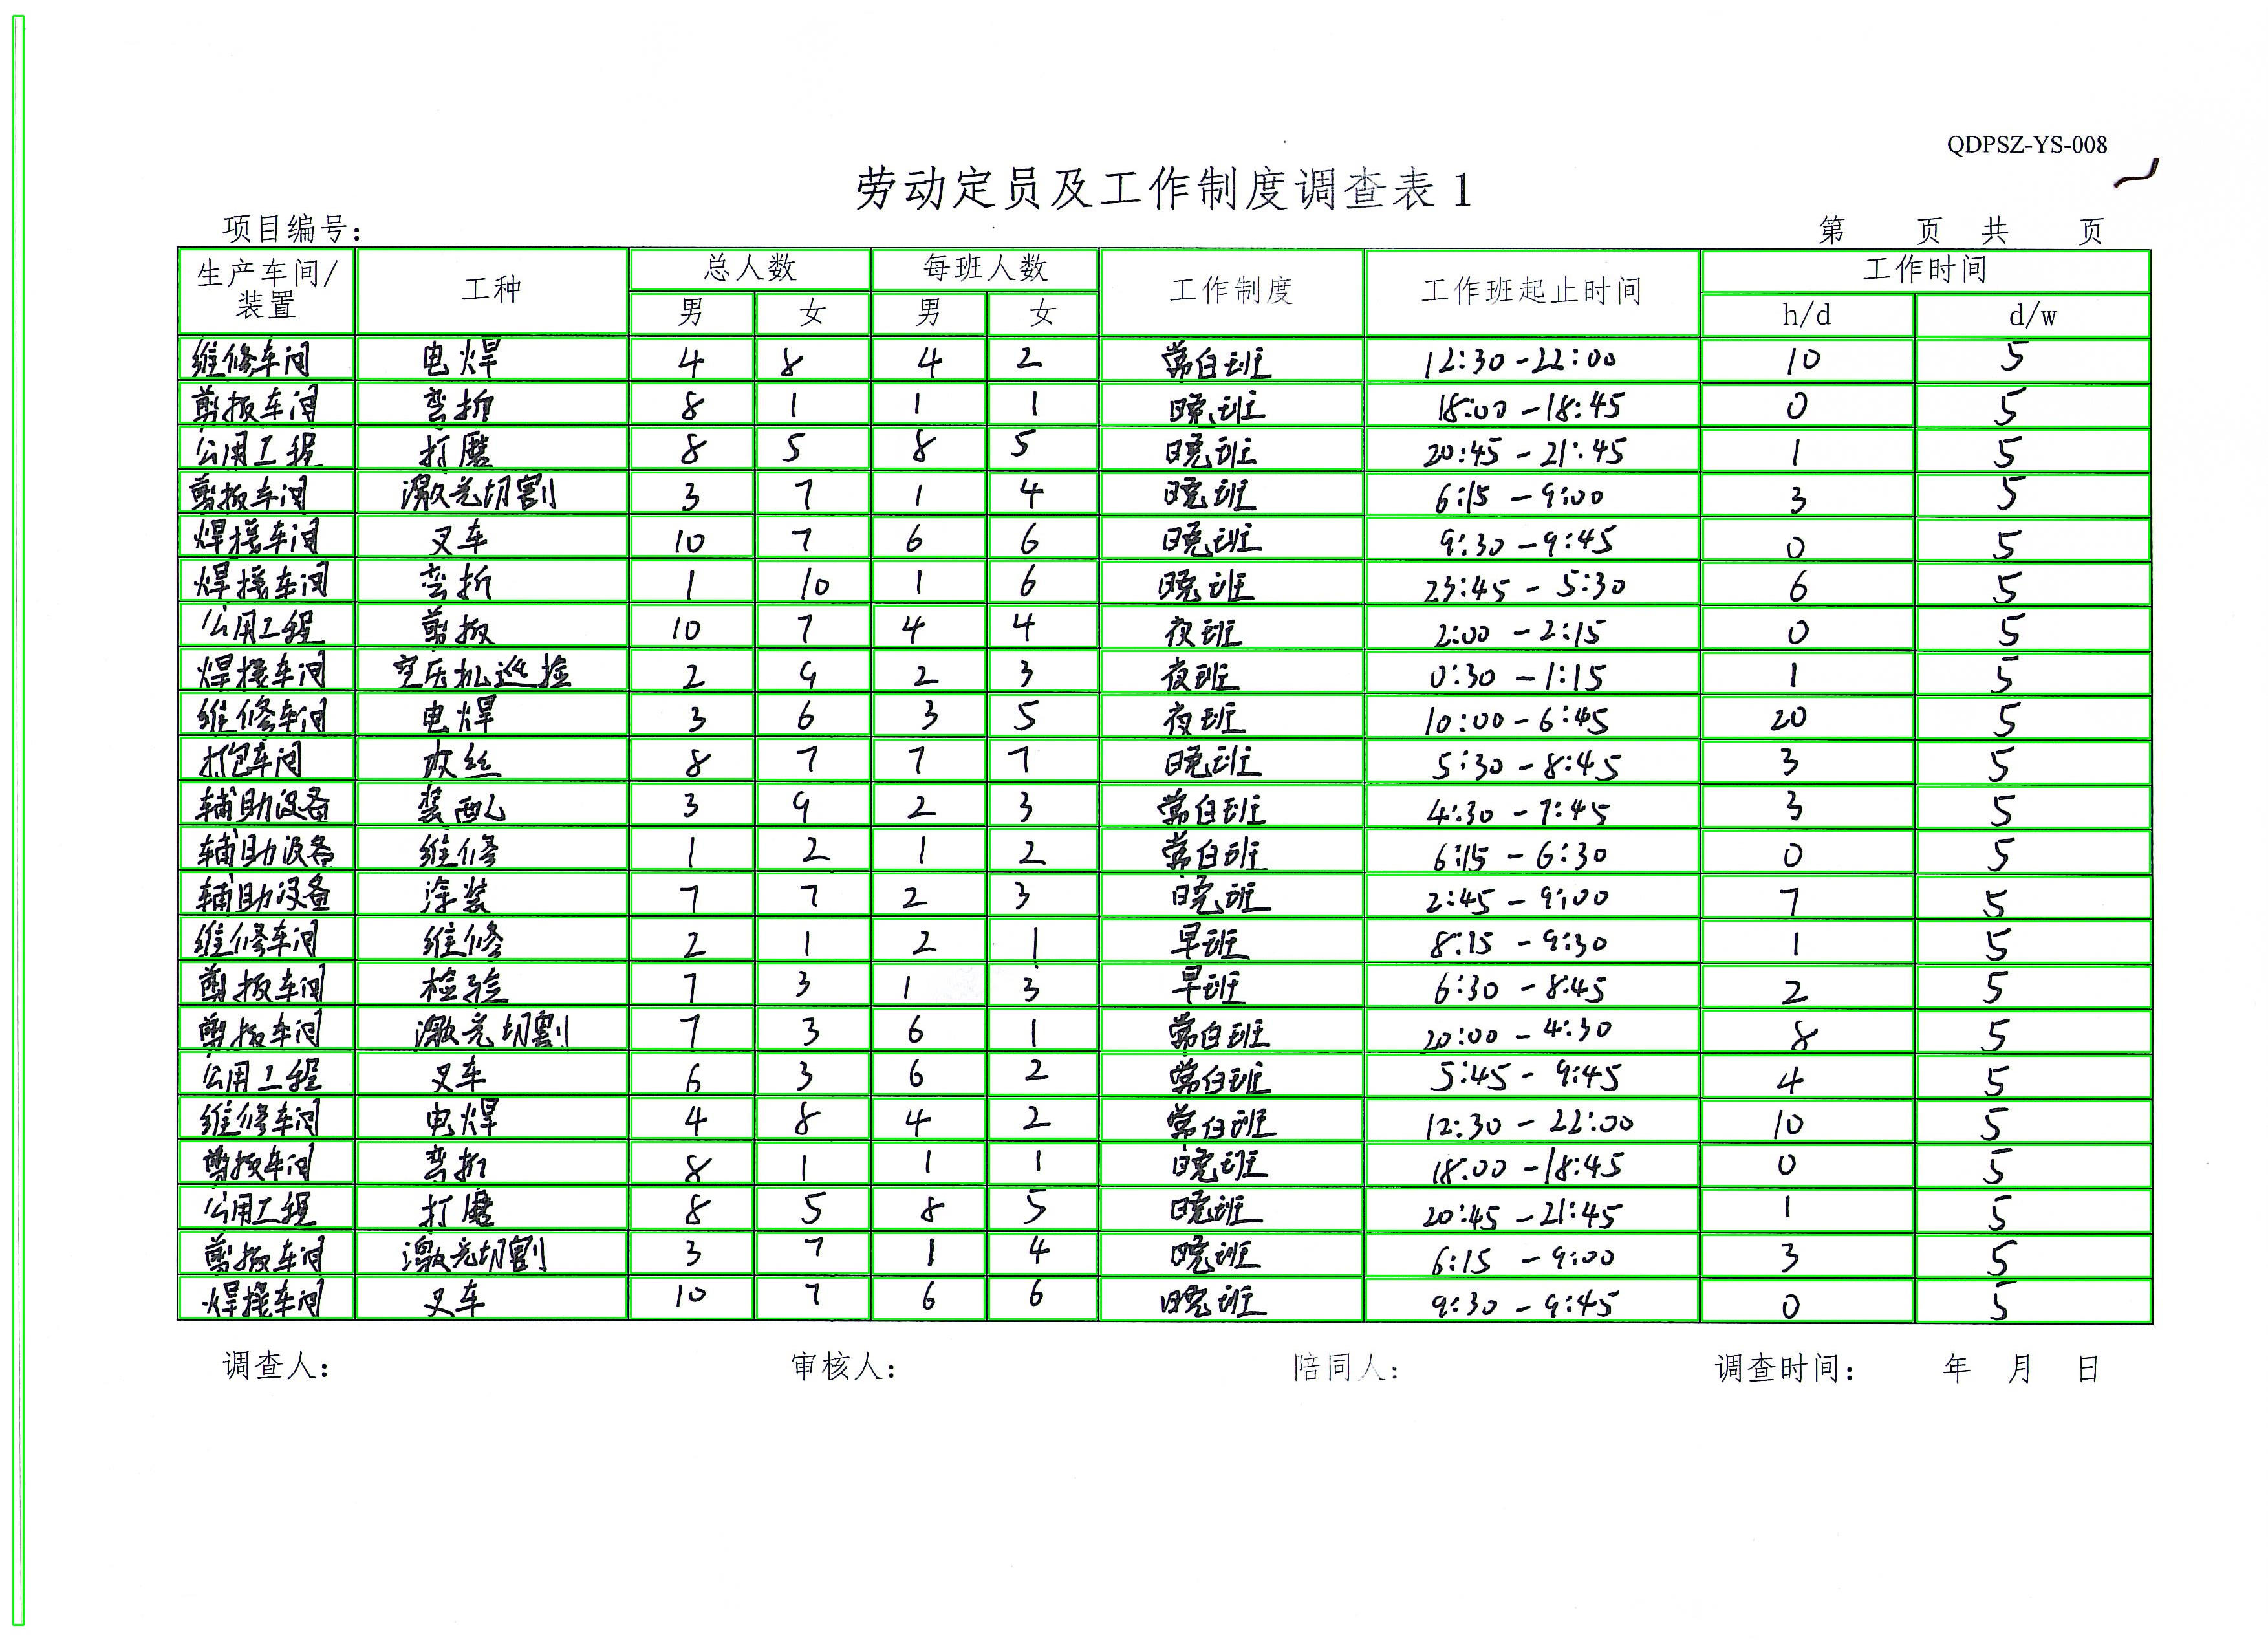 QDPSZ-YS-008
劳动定员及工作制度调查表1
项目编号： 第 页 共 页
生产车间/装置 工种 总人数 每班人数 工作制度 工作班起止时间 工作时间
男 女 男 女 h/d d/w
维修车间 电焊 4 8 4 2 常白班 12:30-22:00 10 5
剪板车间 弯折 8 1 1 1 晚班 18:00-18:45 0 5
公用工程 打磨 8 5 8 5 晚班 20:45-21:45 1 5
剪板车间 激光切割 3 7 1 4 晚班 6:15-9:00 3 5
焊接车间 叉车 10 7 6 6 晚班 9:30-9:45 0 5
焊接车间 弯折 1 10 1 6 晚班 23:45-5:30 6 5
公用工程 剪板 10 7 4 4 夜班 2:00-2:15 0 5
焊接车间 空压机巡检 2 9 2 3 夜班 0:30-1:15 1 5
维修车间 电焊 3 6 3 5 夜班 10:00-6:45 20 5
打包车间 放丝 8 7 7 7 晚班 5:30-8:45 3 5
辅助设备 装配 3 9 2 3 常白班 4:30-7:45 3 5
辅助设备 维修 1 2 1 2 常白班 6:15-6:30 0 5
辅助设备 涂装 7 7 2 3 晚班 2:45-9:00 7 5
维修车间 维修 2 1 2 1 早班 8:15-9:30 1 5
剪板车间 检验 7 3 1 3 早班 6:30-8:45 2 5
剪板车间 激光切割 7 3 6 1 常白班 20:00-4:30 8 5
公用工程 叉车 6 3 6 2 常白班 5:45-9:45 4 5
维修车间 电焊 4 8 4 2 常白班 12:30-22:00 10 5
剪板车间 弯折 8 1 1 1 晚班 18:00-18:45 0 5
公用工程 打磨 8 5 8 5 晚班 20:45-21:45 1 5
剪板车间 激光切割 3 7 1 4 晚班 6:15-9:00 3 5
焊接车间 叉车 10 7 6 6 晚班 9:30-9:45 0 5
调查人： 审核人： 陪同人： 调查时间： 年 月 日